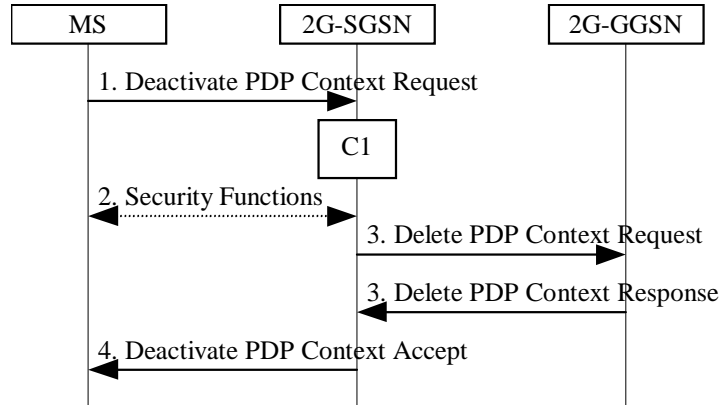 MS
2G-SGSN
2G-GGSN
1. Deactivate PDP Context Request
C1
2. Security Functions
3. Delete PDP Context Request
3. Delete PDP Context Response
4. Deactivate PDP Context Accept